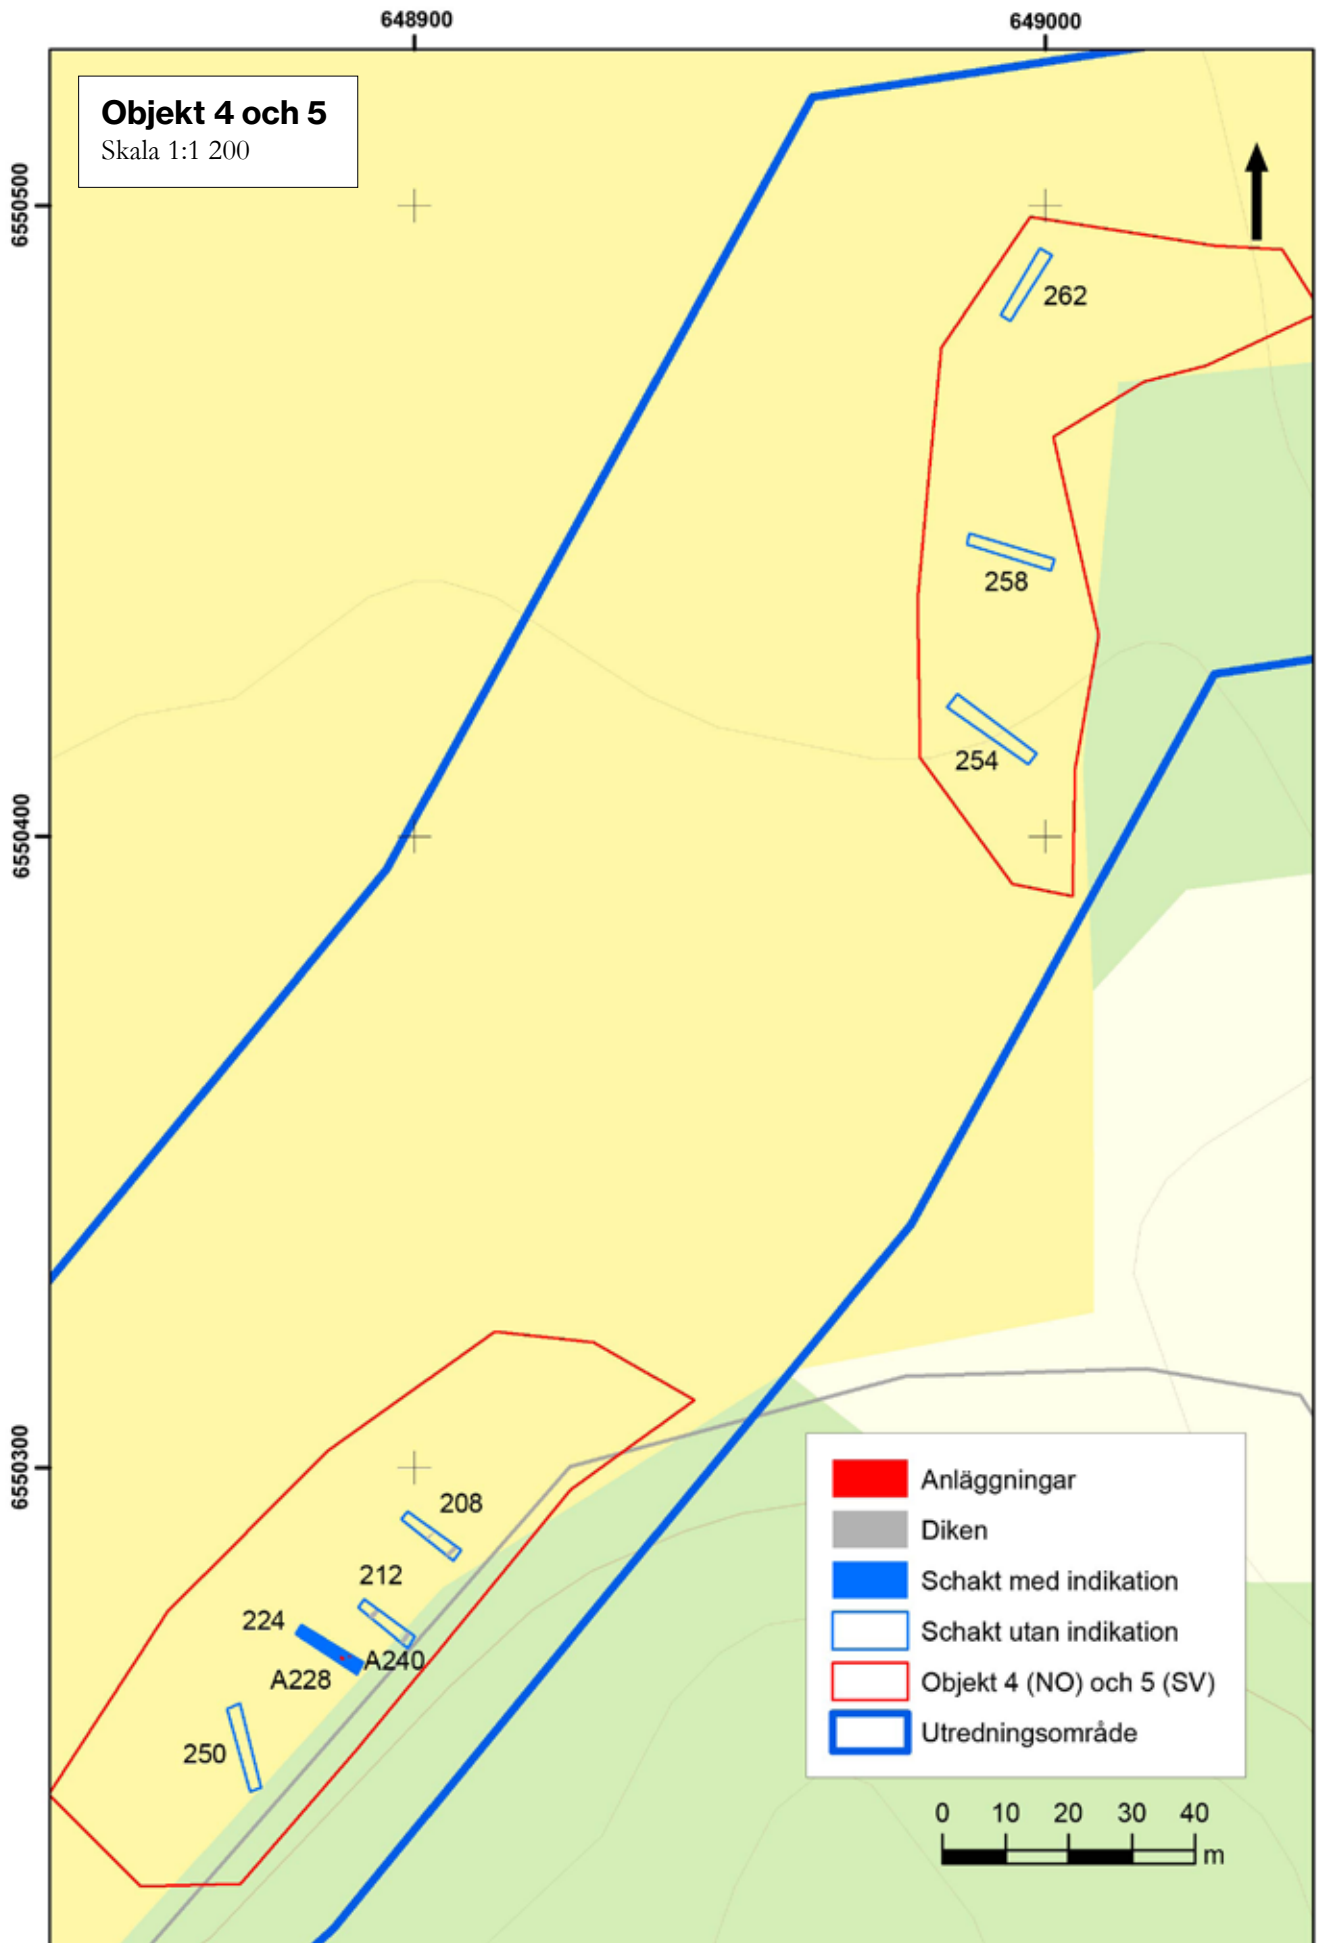 648900
649000
Objekt 4 och 5
Skala 1:1 200
6550500
262
258
254
6550400
6550300
208
212
224
A240
A228
250
Anläggningar
Diken
Schakt med indikation
Schakt utan indikation
Objekt 4 (NO) och 5 (SV)
Utredningsområde
0 10 20 30 40
m